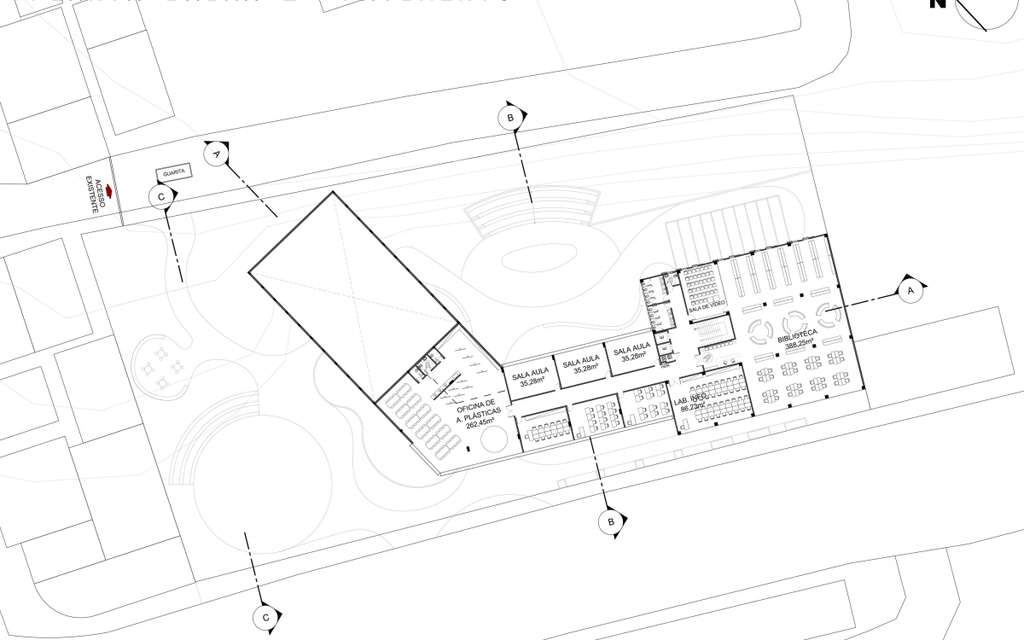 N
B
A
GUARITA
C
ACESSO
EXISTENTE
A
SALA DE VÍDEO
BIBLIOTECA
388,25m²
SALA AULA
35,28m²
SALA AULA
35,28m²
SALA AULA
35,28m²
LAB. INFO.
86,23m²
OFICINA DE
A. PLÁSTICAS
262,45m²
B
C